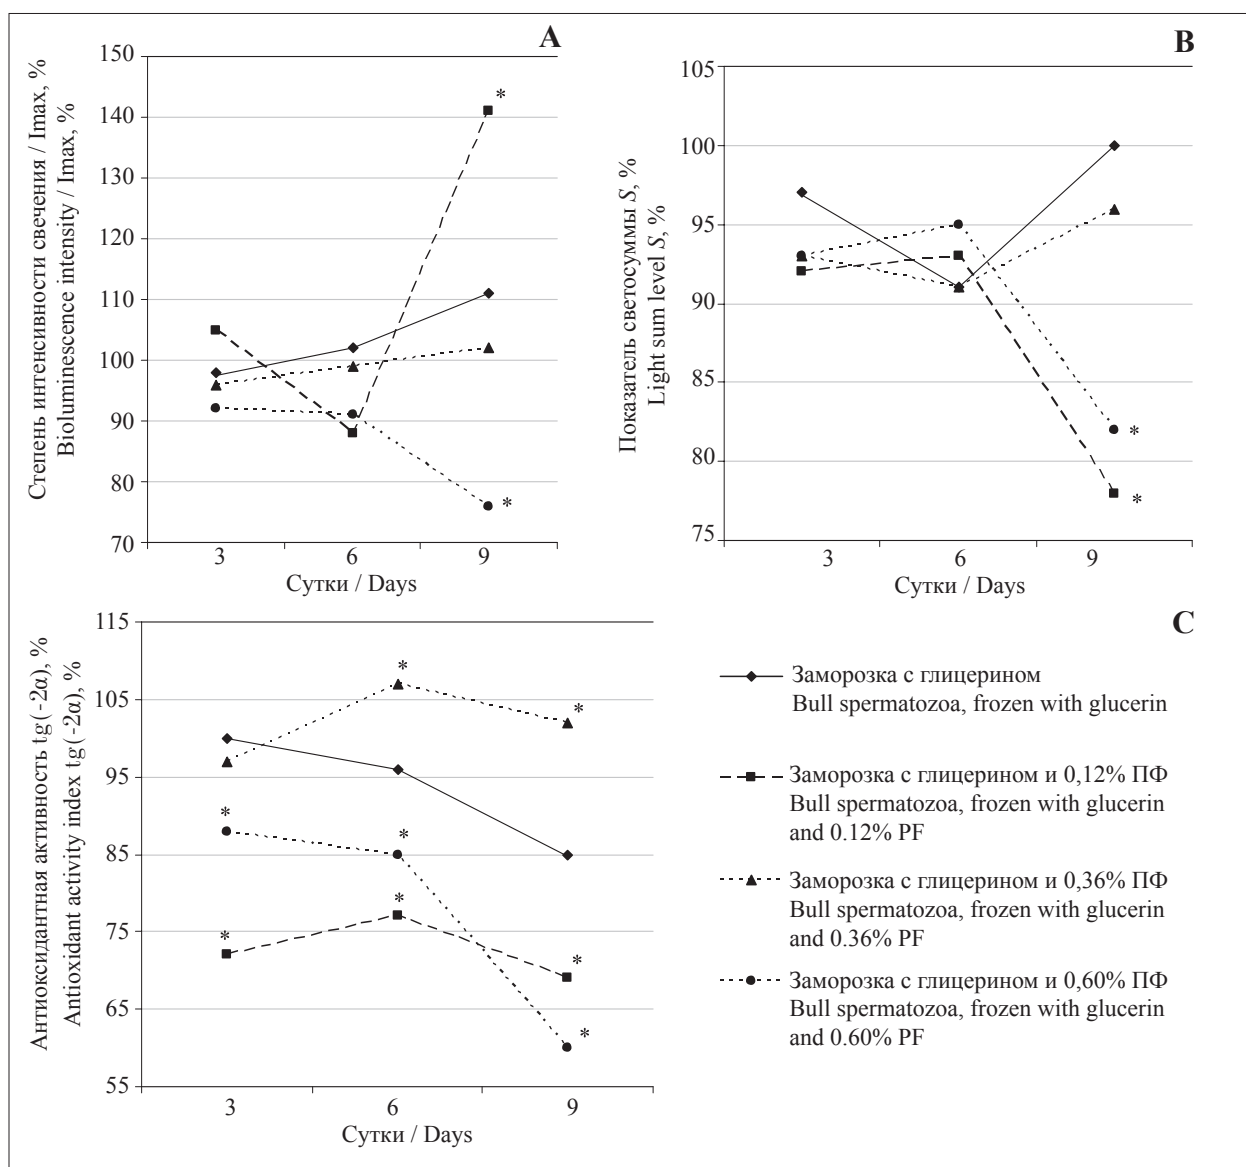 A
Степень интенсивности свечения / Imax, %
Bioluminescence intensity / Imax, %
150
140
130
120
110
100
90
80
70
*
*
3
6
9
Сутки / Days
B
Показатель светосуммы S, %
Light sum level S, %
105
100
95
90
85
80
75
*
*
3
6
9
Сутки / Days
C
Антиоксидантная активность tg(-2α), %
Antioxidant activity index tg(-2α), %
115
105
95
85
75
65
55
*
*
*
*
*
*
*
*
3
6
9
Сутки / Days
Заморозка с глицерином
Bull spermatozoa, frozen with glucerin
Заморозка с глицерином и 0,12% ПФ
Bull spermatozoa, frozen with glucerin
and 0.12% PF
Заморозка с глицерином и 0,36% ПФ
Bull spermatozoa, frozen with glucerin
and 0.36% PF
Заморозка с глицерином и 0,60% ПФ
Bull spermatozoa, frozen with glucerin
and 0.60% PF